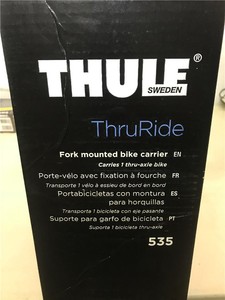 THULE®
SWEDEN
ThruRide
Fork mounted bike carrier EN
Carries 1 thru-axle bike
Porte-vélo avec fixation à fourche FR
Transporte 1 vélo à essieu de bord en bord
Portabicicletas con montura ES
para horquillas
Transporta 1 bicicleta con eje pasante
Suporte para garfo de bicicleta PT
Suporta 1 bicicleta thru-axle
535